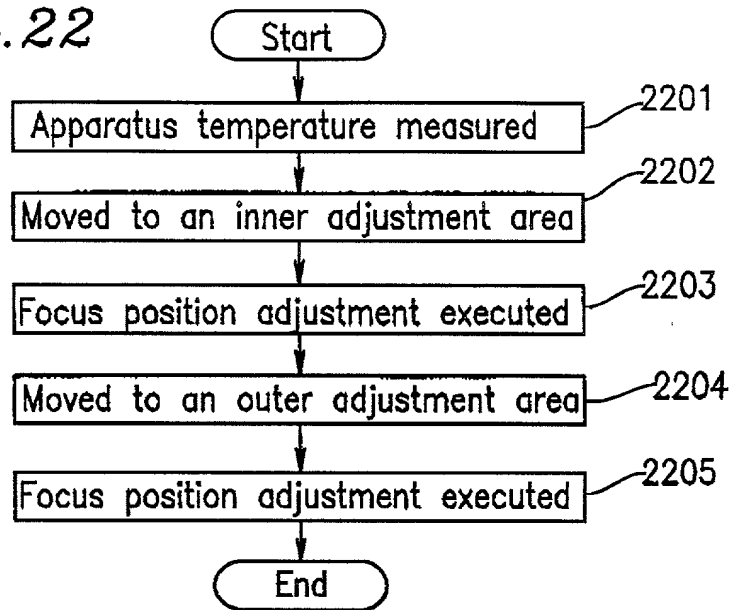 .22
Start
Apparatus temperature measured
2201
Moved to an inner adjustment area
2202
Focus position adjustment executed
2203
Moved to an outer adjustment area
2204
Focus position adjustment executed
2205
End